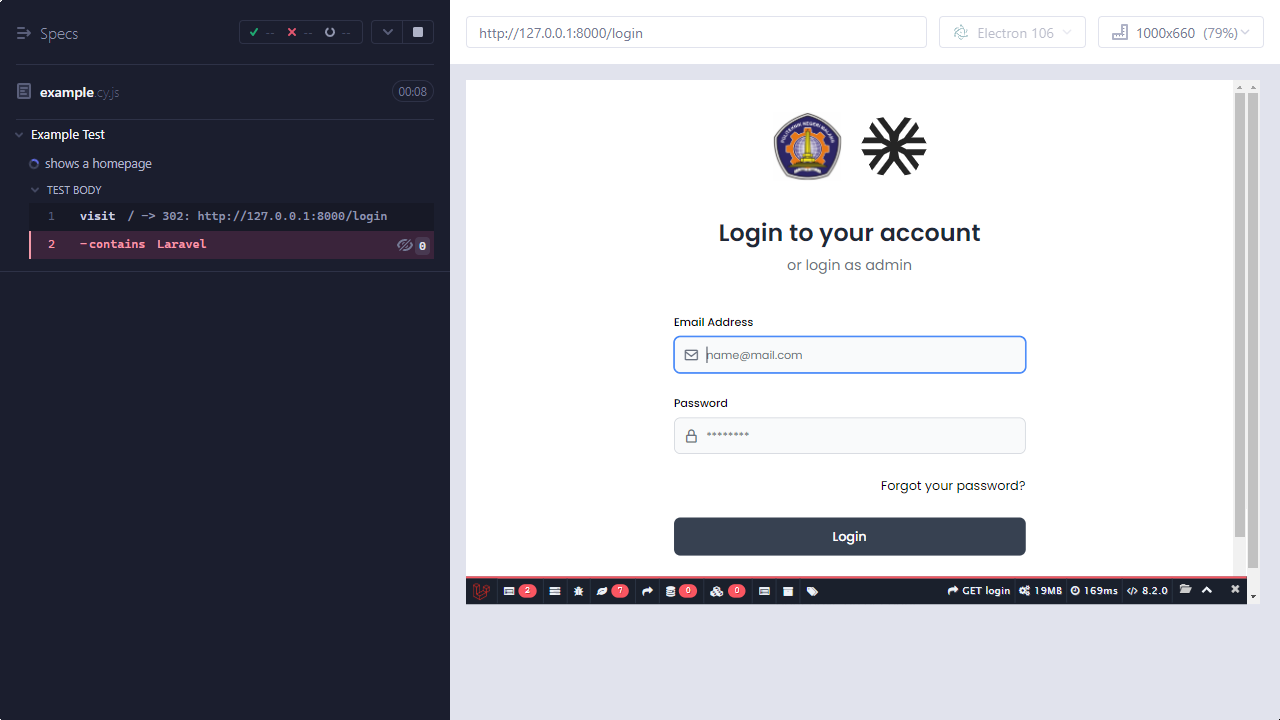 Specs
-- -- --
example.cy.js
00:08
Example Test
shows a homepage
TEST BODY
1 visit / -> 302: http://127.0.0.1:8000/login
2 -contains Laravel 0
http://127.0.0.1:8000/login
Electron 106
1000x660 (79%)
POLITEKNIK NEGERI MALANG
Login to your account
or login as admin
Email Address
name@mail.com
Password
********
Forgot your password?
Login
2 7 0 0 GET login 19MB 169ms 8.2.0